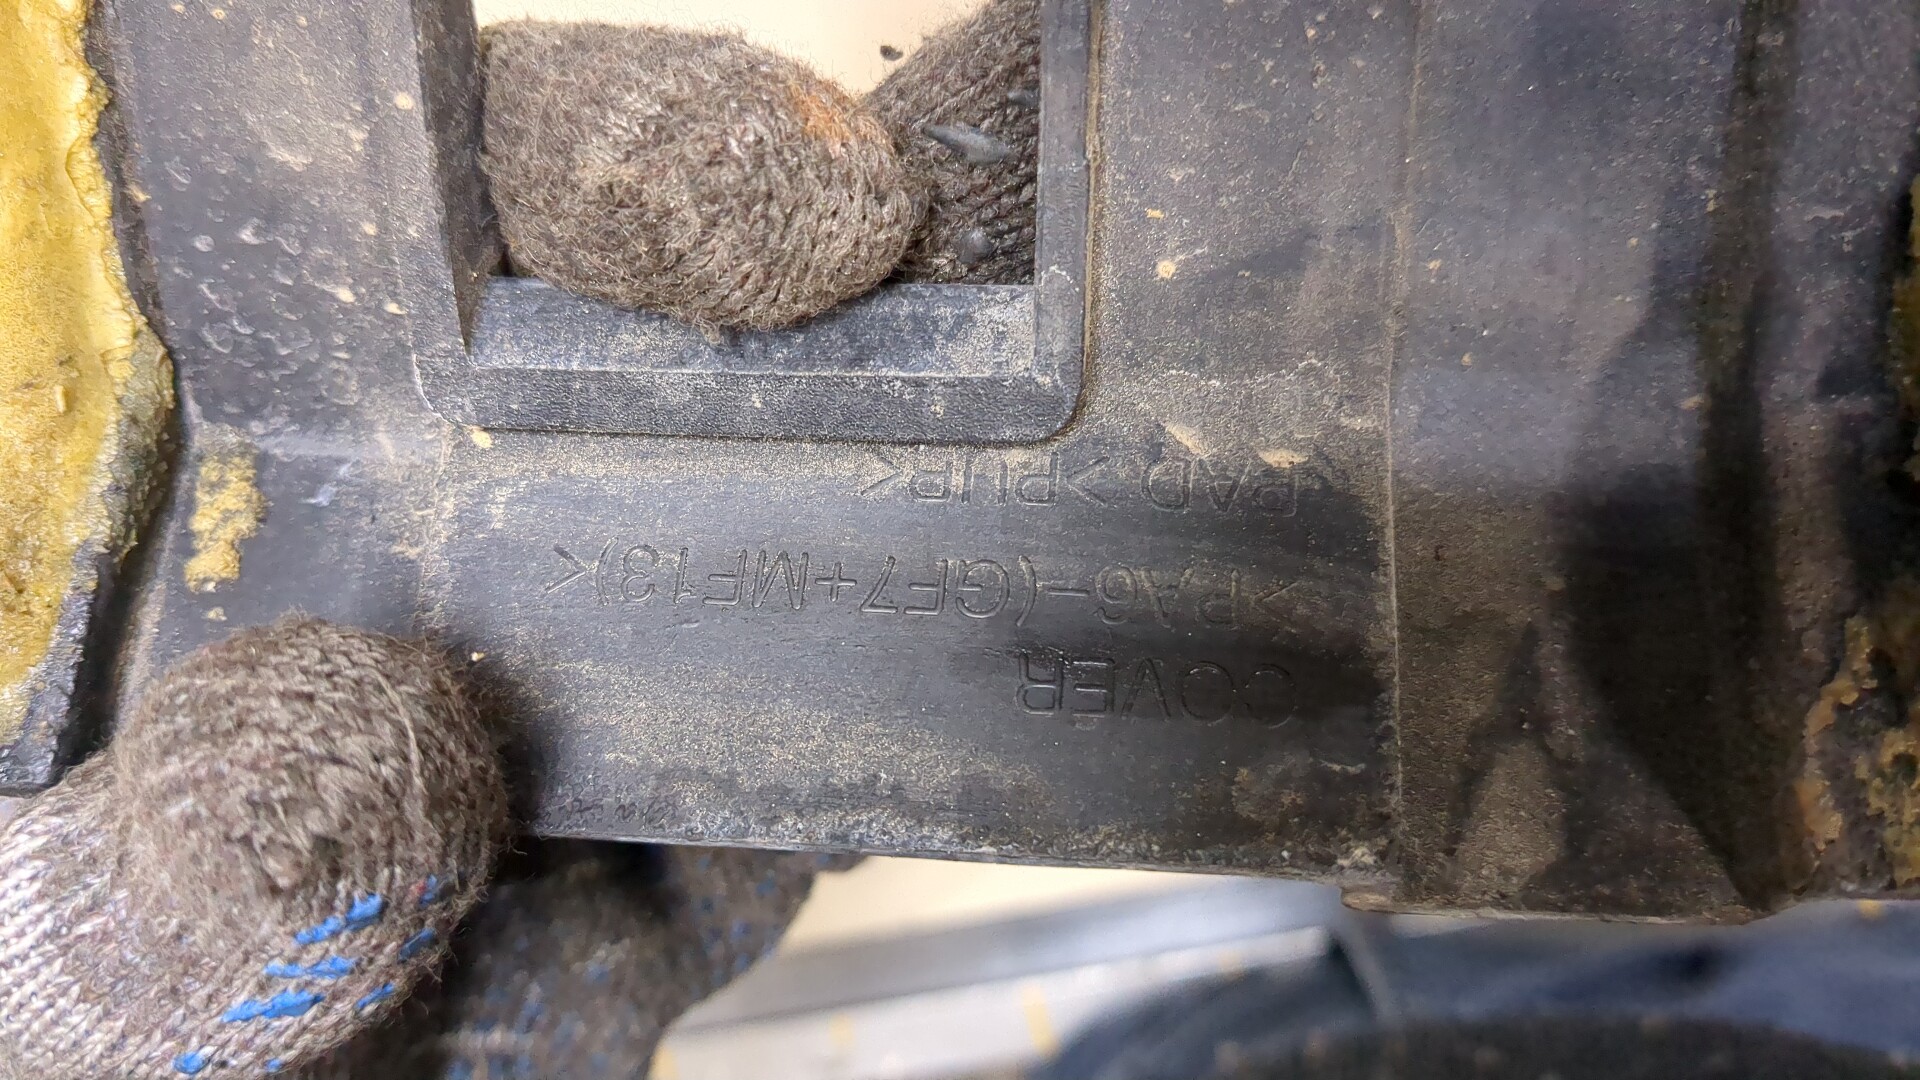 COVER
>PA6-(GF7+MF13)<
PAD >PUR<